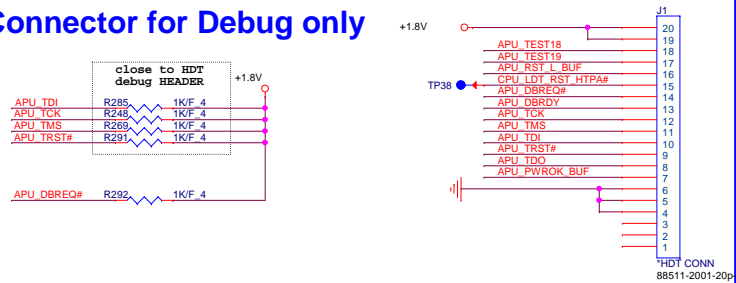 Connector for Debug only
close to HDT
debug HEADER
+1.8V
APU_TDI R285 1K/F_4
APU_TCK R248 1K/F_4
APU_TMS R269 1K/F_4
APU_TRST# R291 1K/F_4
APU_DBREQ# R292 1K/F_4
J1
+1.8V
20
19
APU_TEST18 18
APU_TEST19 17
APU_RST_L_BUF 16
TP38 CPU_LDT_RST_HTPA# 15
APU_DBREQ# 14
APU_DBRDY 13
APU_TCK 12
APU_TMS 11
APU_TDI 10
APU_TRST# 9
APU_TDO 8
APU_PWROK_BUF 7
6
5
4
3
2
1
*HDT CONN
88511-2001-20p-